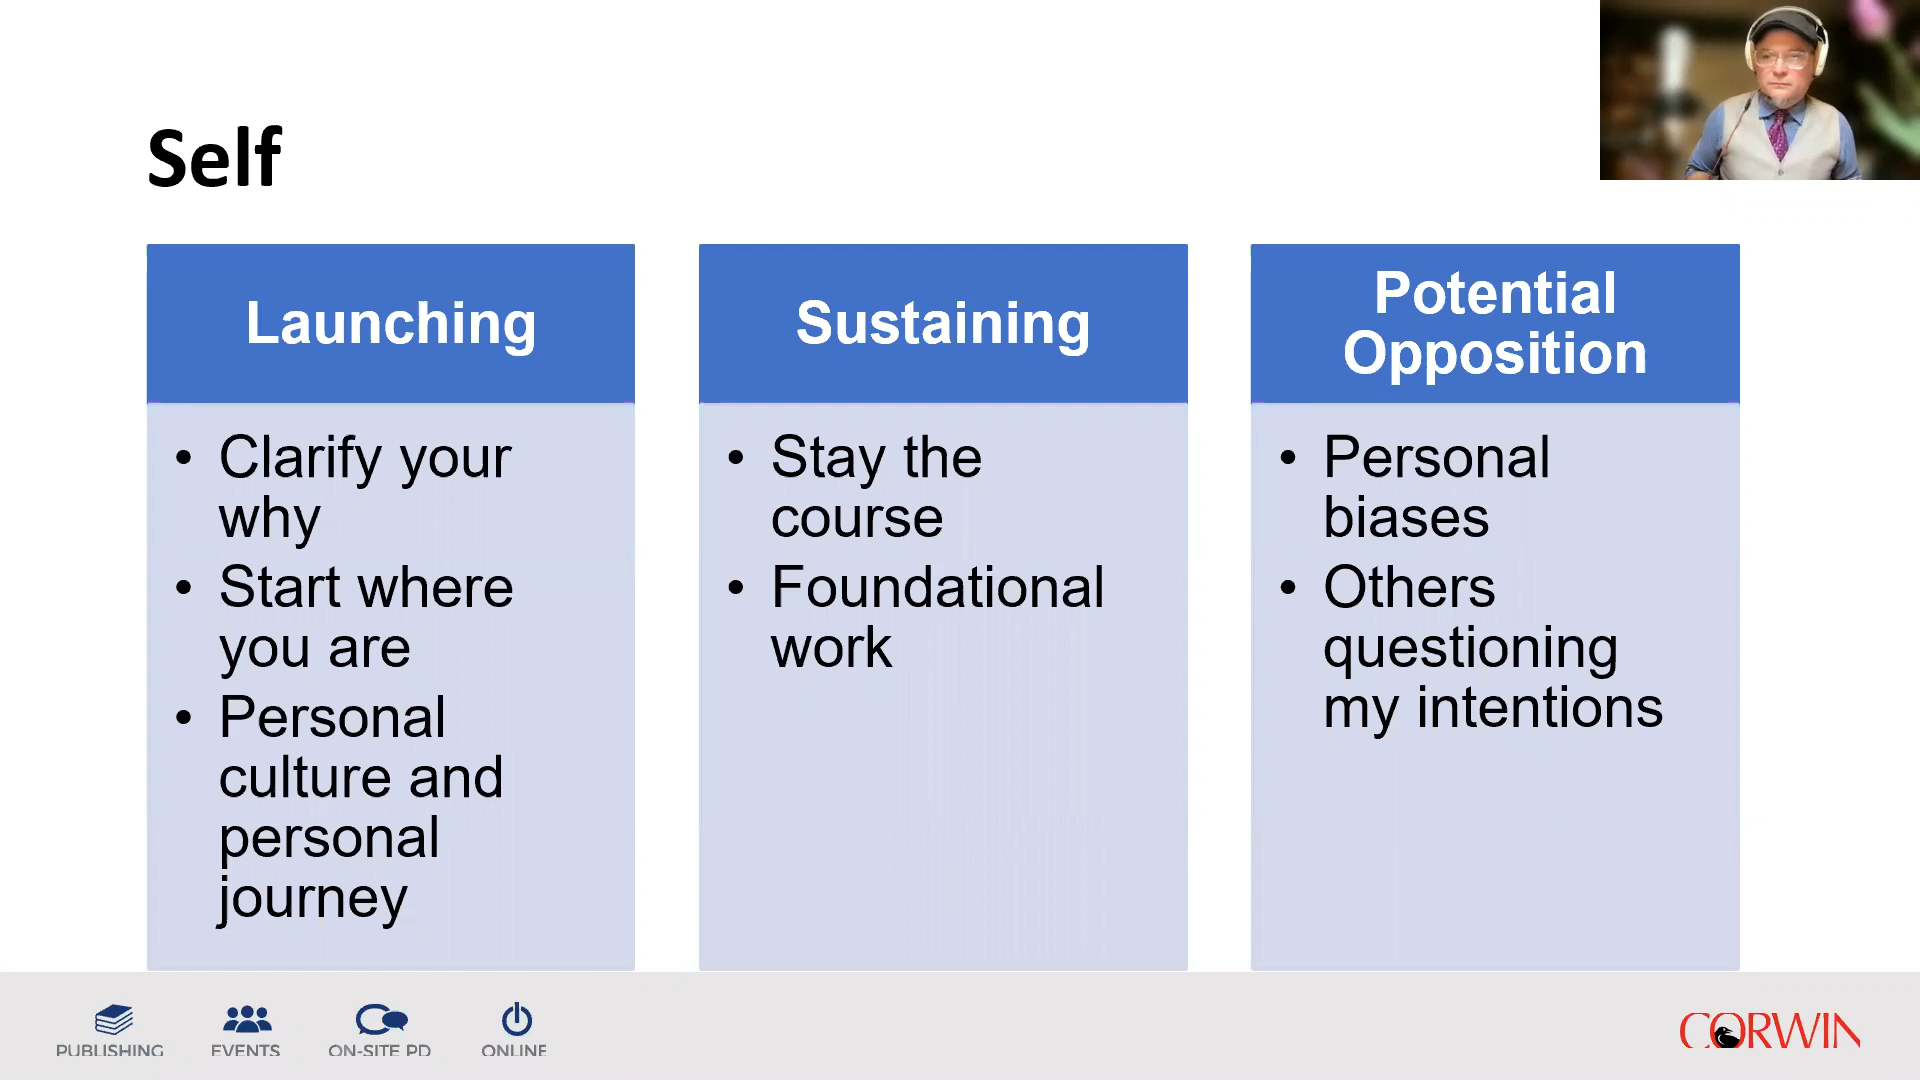 Self
Launching
• Clarify your
why
• Start where
you are
• Personal
culture and
personal
journey
Sustaining
• Stay the
course
• Foundational
work
Potential
Opposition
• Personal
biases
• Others
questioning
my intentions
PUBLISHING
EVENTS
ON-SITE PD
ONLINE
CORWIN